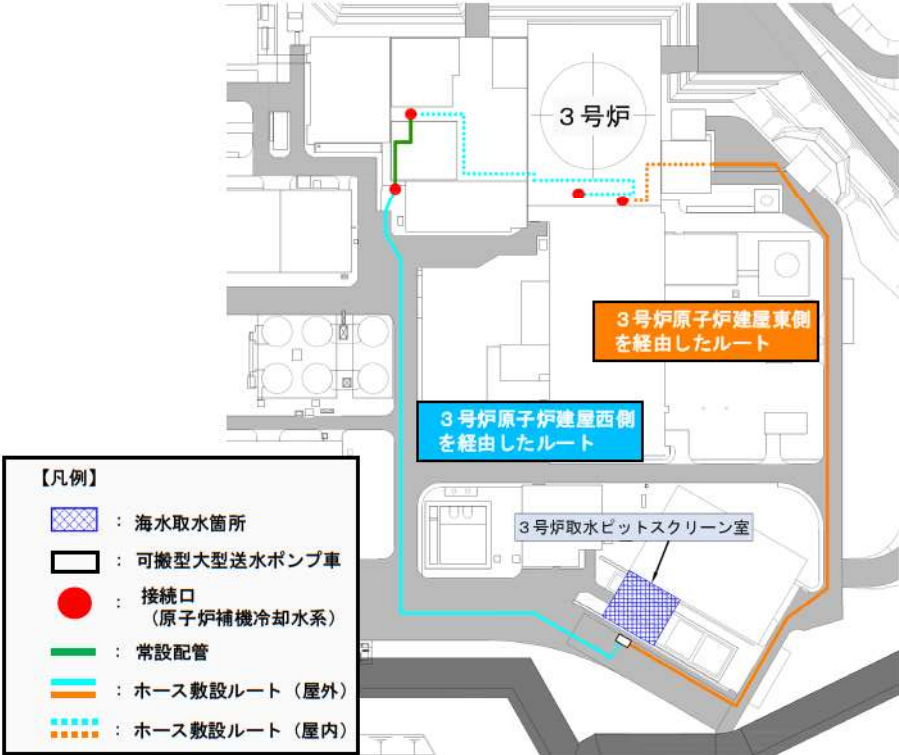 3号炉
3号炉原子炉建屋東側
を経由したルート
3号炉原子炉建屋西側
を経由したルート
3号炉取水ピットスクリーン室
【凡例】
：海水取水箇所
：可搬型大型送水ポンプ車
：接続口
（原子炉補機冷却水系）
：常設配管
：ホース敷設ルート（屋外）
：ホース敷設ルート（屋内）